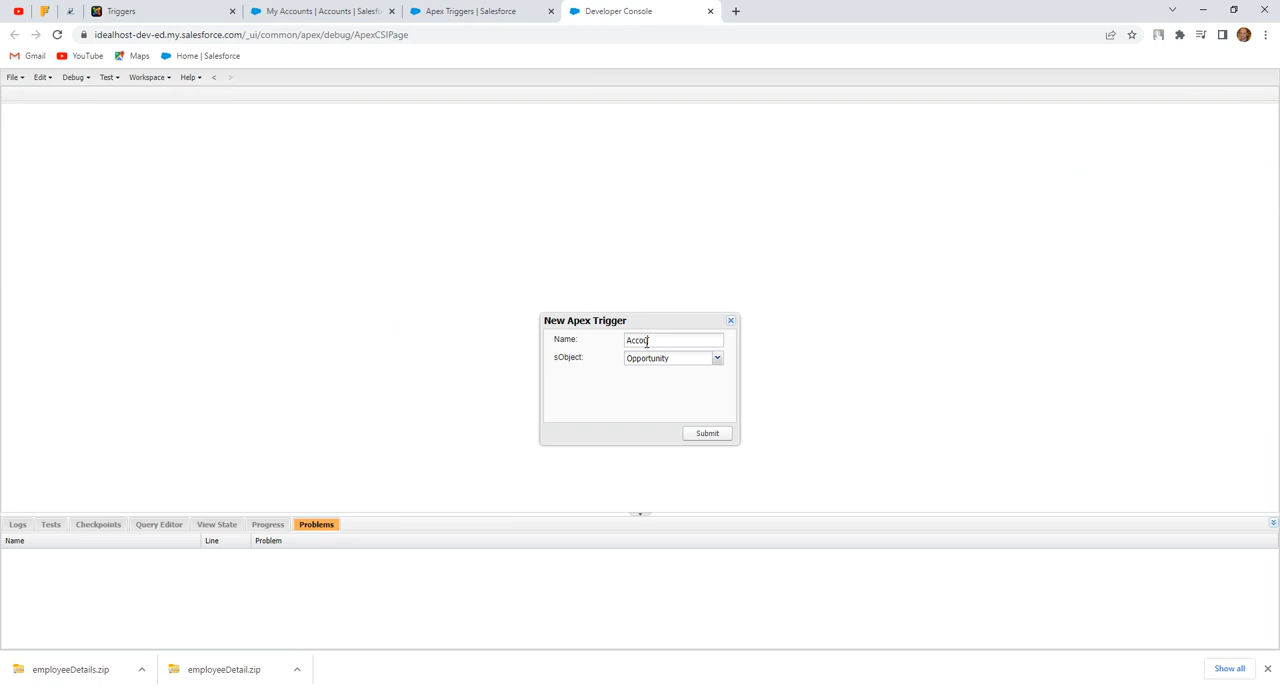 Triggers
My Accounts | Accounts | Salesfo
Apex Triggers | Salesforce
Developer Console
idealhost-dev-ed.my.salesforce.com/_ui/common/apex/debug/ApexCSIPage
Gmail
YouTube
Maps
Home | Salesforce
File
Edit
Debug
Test
Workspace
Help
<
>
New Apex Trigger
Name:
Accou
sObject:
Opportunity
Submit
Logs
Tests
Checkpoints
Query Editor
View State
Progress
Problems
Name
Line
Problem
employeeDetails.zip
employeeDetail.zip
Show all